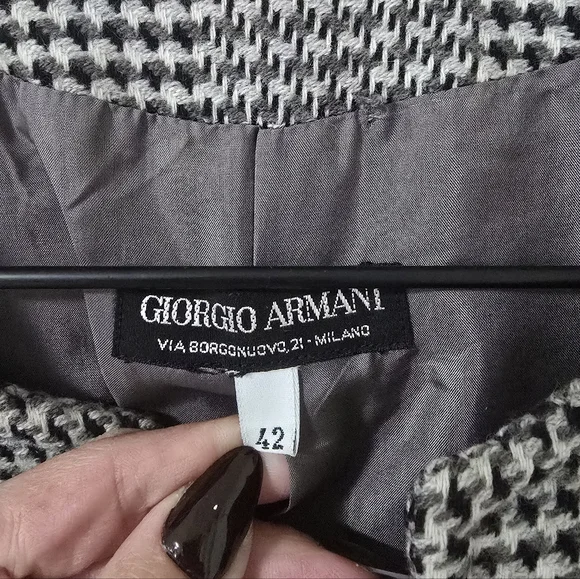 GIORGIO ARMANI
VIA BORGONUOVO, 21 - MILANO
42